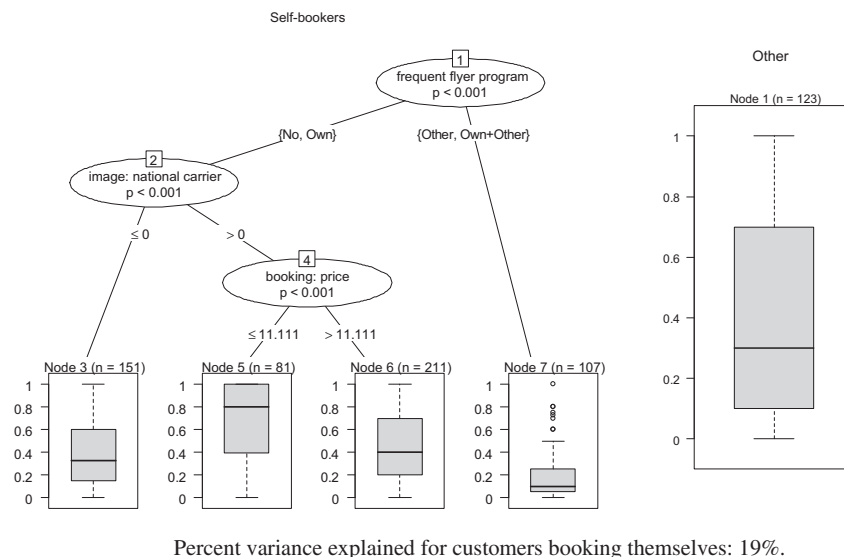 Self-bookers
1
frequent flyer program
p < 0.001
{No, Own}
{Other, Own+Other}
2
image: national carrier
p < 0.001
≤ 0
> 0
4
booking: price
p < 0.001
≤ 11.111
> 11.111
Node 3 (n = 151)
1
0.8
0.6
0.4
0.2
0
Node 5 (n = 81)
1
0.8
0.6
0.4
0.2
0
Node 6 (n = 211)
1
0.8
0.6
0.4
0.2
0
Node 7 (n = 107)
1
0.8
0.6
0.4
0.2
0
Other
Node 1 (n = 123)
1
0.8
0.6
0.4
0.2
0
Percent variance explained for customers booking themselves: 19%.